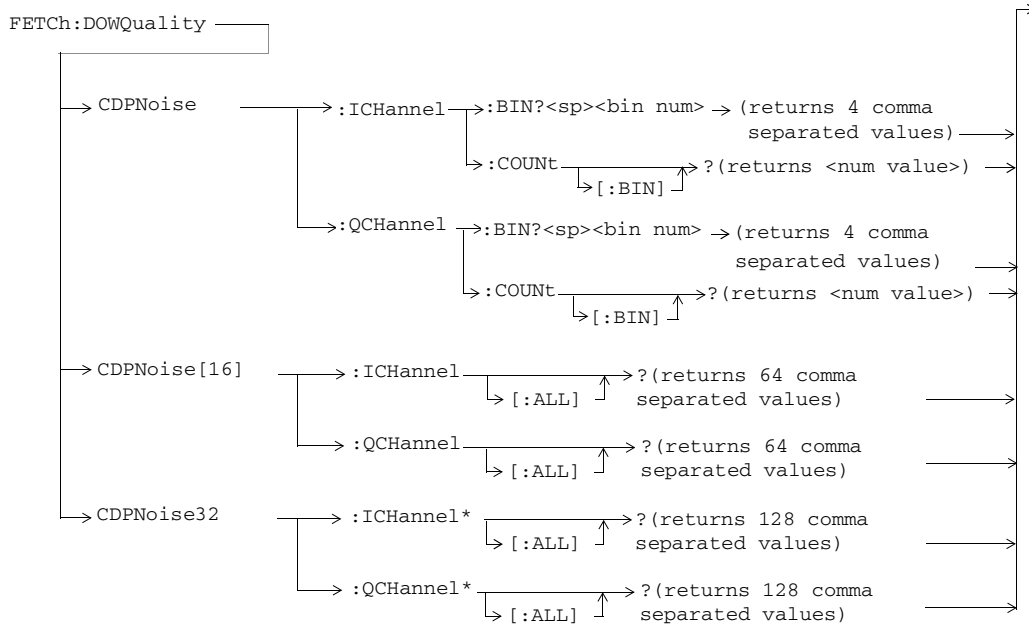 FETCh:DOWQuality
CDPNoise :ICHannel :BIN?<sp><bin num> (returns 4 comma
separated values)
:COUNt ?(returns <num value>)
[:BIN]
:QCHannel :BIN?<sp><bin num> (returns 4 comma
separated values)
:COUNt ?(returns <num value>)
[:BIN]
CDPNoise[16] :ICHannel ?(returns 64 comma
[:ALL] separated values)
:QCHannel ?(returns 64 comma
[:ALL] separated values)
CDPNoise32 :ICHannel* ?(returns 128 comma
[:ALL] separated values)
:QCHannel* ?(returns 128 comma
[:ALL] separated values)